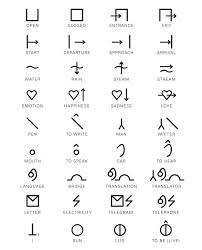 OPEN CLOSED ENTRANCE EXIT
START DEPARTURE APPROACH ARRIVAL
WATER RAIN STEAM STREAM
EMOTION HAPPINESS SADNESS LOVE
PEN TO WRITE MAN WRITER
MOUTH TO SPEAK EAR TO HEAR
LANGUAGE BRIDGE TRANSLATION TRANSLATOR
LETTER ELECTRICITY TELEGRAM TELEPHONE
I SUN LIFE TO BE (LIVE)